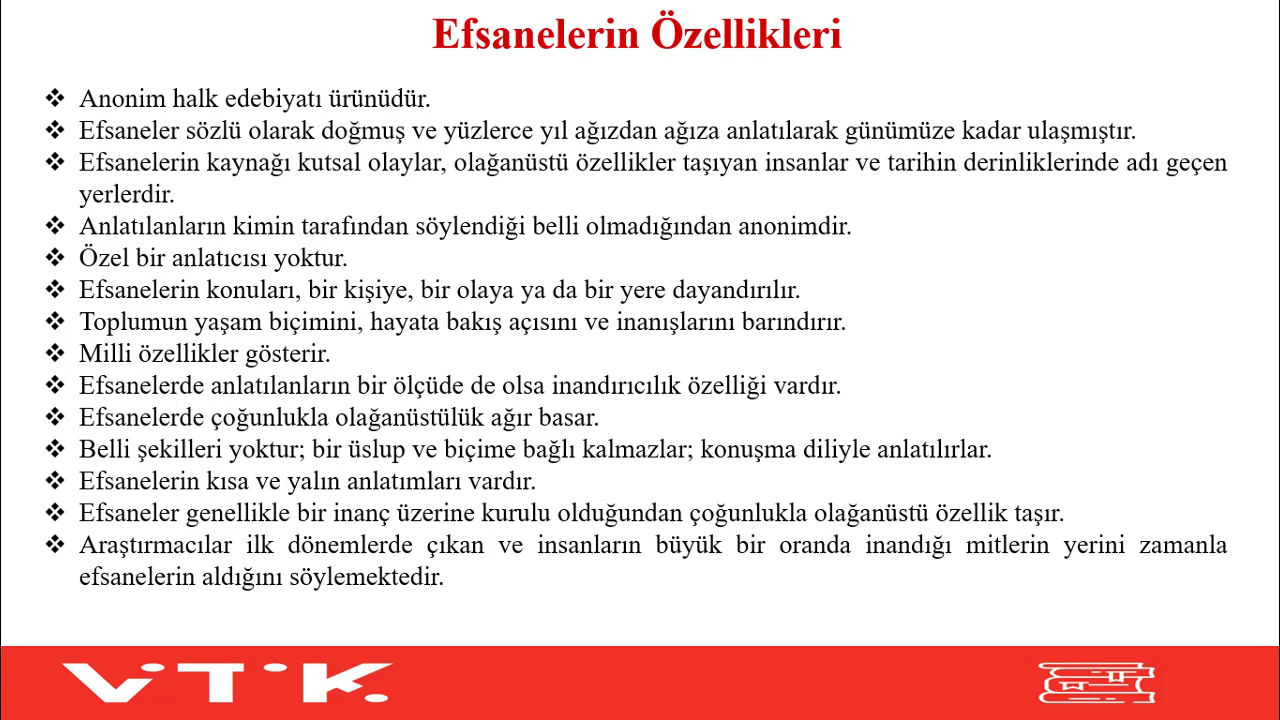 Efsanelerin Özellikleri
❖ Anonim halk edebiyatı ürünüdür.
❖ Efsaneler sözlü olarak doğmuş ve yüzlerce yıl ağızdan ağıza anlatılarak günümüze kadar ulaşmıştır.
❖ Efsanelerin kaynağı kutsal olaylar, olağanüstü özellikler taşıyan insanlar ve tarihin derinliklerinde adı geçen
yerlerdir.
❖ Anlatılanların kimin tarafından söylendiği belli olmadığından anonimdir.
❖ Özel bir anlatıcısı yoktur.
❖ Efsanelerin konuları, bir kişiye, bir olaya ya da bir yere dayandırılır.
❖ Toplumun yaşam biçimini, hayata bakış açısını ve inanışlarını barındırır.
❖ Milli özellikler gösterir.
❖ Efsanelerde anlatılanların bir ölçüde de olsa inandırıcılık özelliği vardır.
❖ Efsanelerde çoğunlukla olağanüstülük ağır basar.
❖ Belli şekilleri yoktur; bir üslup ve biçime bağlı kalmazlar; konuşma diliyle anlatılırlar.
❖ Efsanelerin kısa ve yalın anlatımları vardır.
❖ Efsaneler genellikle bir inanç üzerine kurulu olduğundan çoğunlukla olağanüstü özellik taşır.
❖ Araştırmacılar ilk dönemlerde çıkan ve insanların büyük bir oranda inandığı mitlerin yerini zamanla
efsanelerin aldığını söylemektedir.
VİTİK.